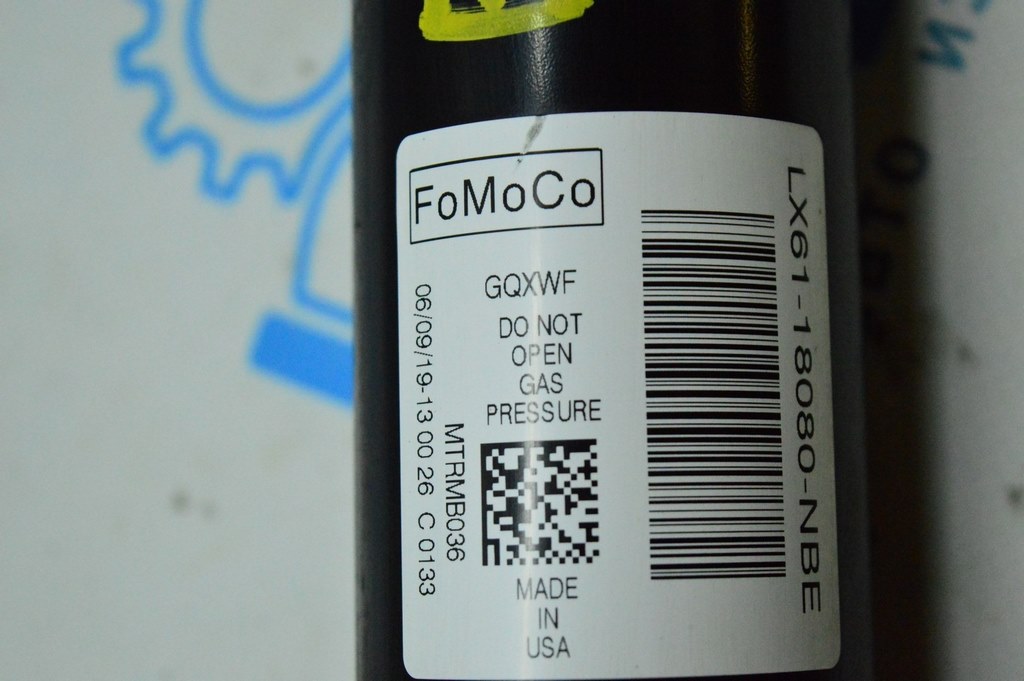 FoMoCo
GQXWF
DO NOT
OPEN
GAS
PRESSURE
MADE
IN
USA
06/09/19-13 00 26 C 0133
MTRMB036
LX61-18080-NBE